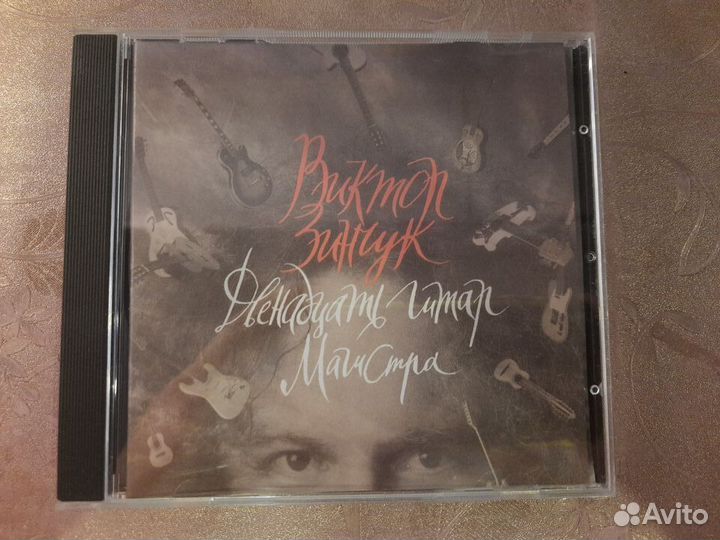 Виктор
Зинчук
Двенадцать гитар
Магистра
Avito